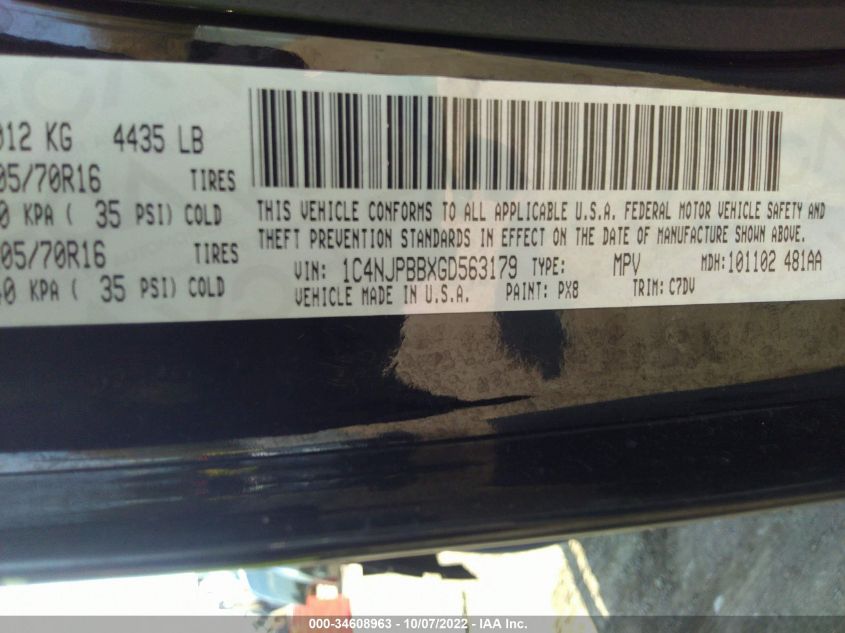 012 KG 4435 LB
05/70R16 TIRES
0 KPA ( 35 PSI) COLD
05/70R16 TIRES
40 KPA ( 35 PSI) COLD
THIS VEHICLE CONFORMS TO ALL APPLICABLE U.S.A. FEDERAL MOTOR VEHICLE SAFETY AND
THEFT PREVENTION STANDARDS IN EFFECT ON THE DATE OF MANUFACTURE SHOWN ABOVE.
VIN: 1C4NJPBBXGD563179 TYPE: MPV MDH:101102 481AA
VEHICLE MADE IN U.S.A. PAINT: PX8 TRIM: C7DV
000-34608963 - 10/07/2022 - IAA Inc.